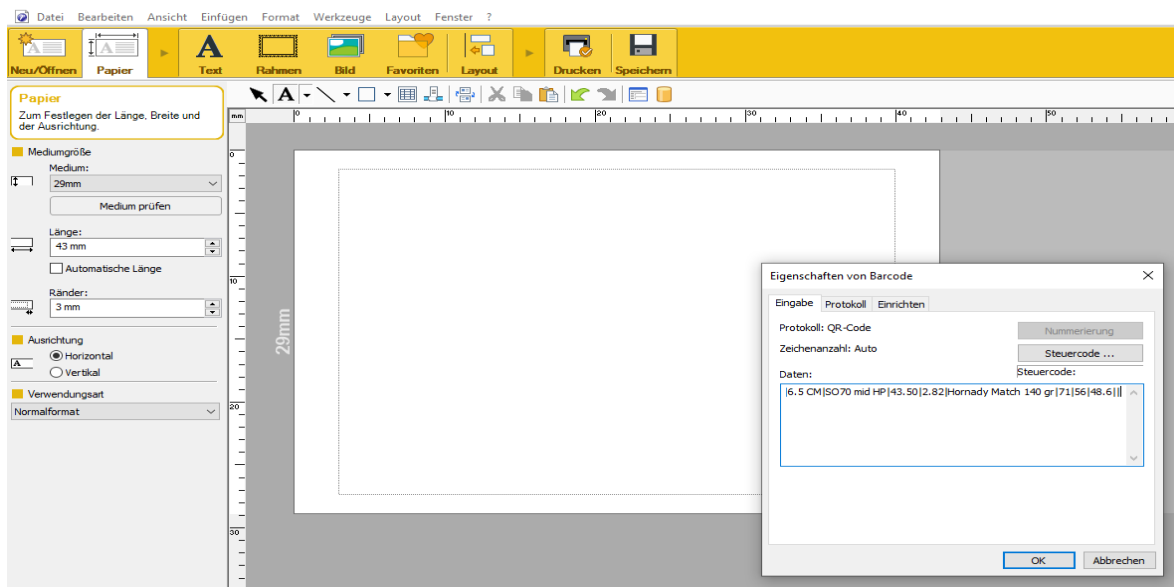 Datei Bearbeiten Ansicht Einfügen Format Werkzeuge Layout Fenster ?
Neu/Öffnen Papier Text Rahmen Bild Favoriten Layout Drucken Speichern
Papier
Zum Festlegen der Länge, Breite und
der Ausrichtung.
Mediumgröße
Medium:
29mm
Medium prüfen
Länge:
43 mm
Automatische Länge
Ränder:
3 mm
Ausrichtung
Horizontal
Vertikal
Verwendungsart
Normalformat
A
mm
0 10 20 30 40 50
0
10
20
30
29mm
Eigenschaften von Barcode
Eingabe Protokoll Einrichten
Protokoll: QR-Code
Nummerierung
Zeichenanzahl: Auto
Steuercode ...
Daten:
Steuercode:
|6.5 CM|SO70 mid HP|43.50|2.82|Hornady Match 140 gr|71|56|48.6||
OK Abbrechen